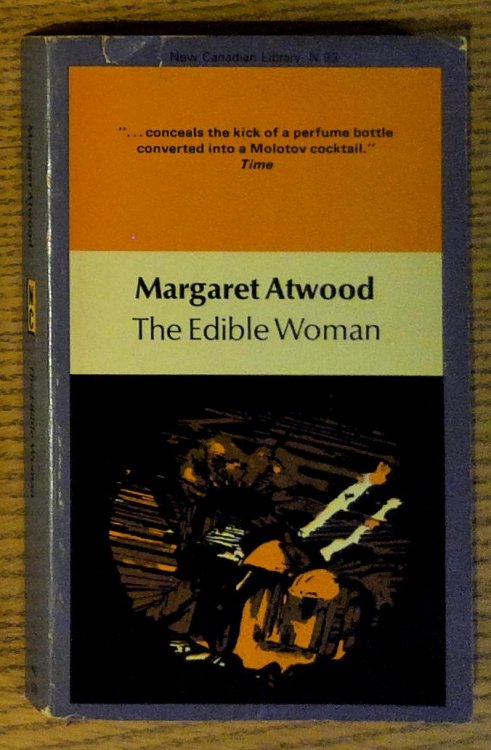 New Canadian Library N 93
"... conceals the kick of a perfume bottle
converted into a Molotov cocktail."
Time
Margaret Atwood
The Edible Woman
Margaret Atwood
The Edible Woman